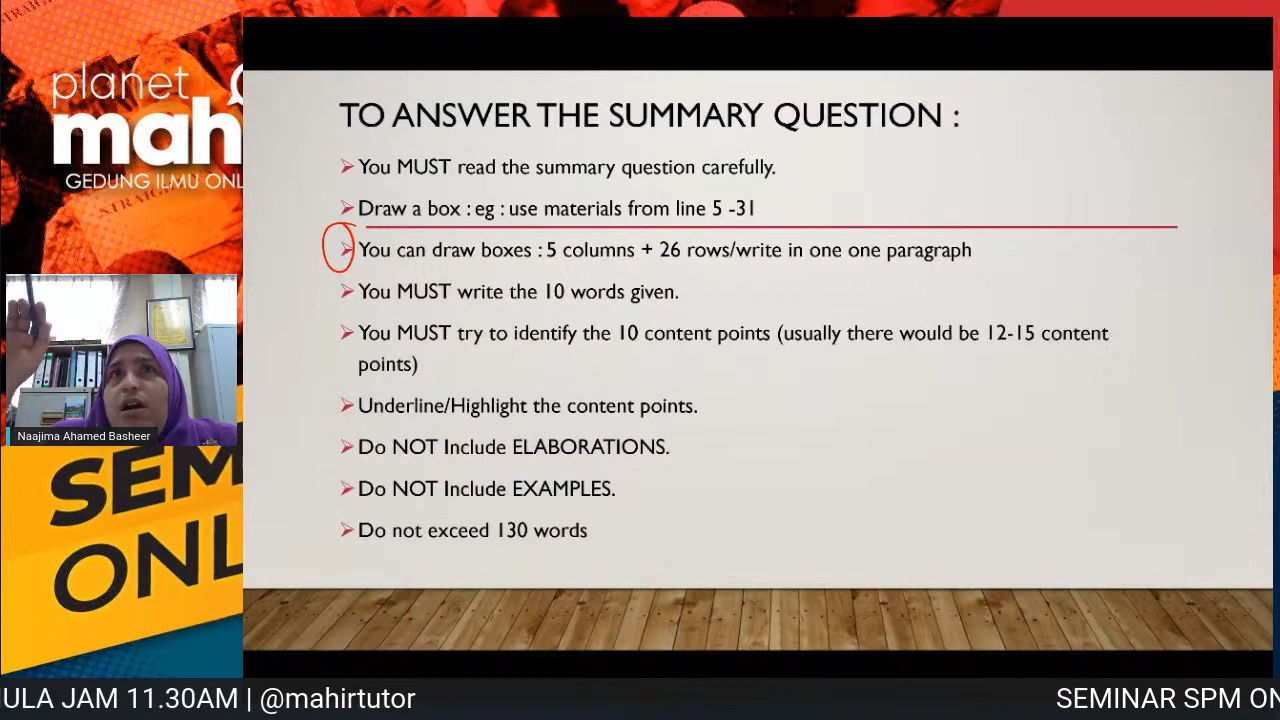 planet
mah
GEDUNG ILMU ONL
STRAIG
TO ANSWER THE SUMMARY QUESTION :
You MUST read the summary question carefully.
Draw a box : eg : use materials from line 5 -31
You can draw boxes : 5 columns + 26 rows/write in one one paragraph
You MUST write the 10 words given.
You MUST try to identify the 10 content points (usually there would be 12-15 content
points)
Underline/Highlight the content points.
Do NOT Include ELABORATIONS.
Do NOT Include EXAMPLES.
Do not exceed 130 words
Naajima Ahamed Basheer
SEM
ONL
ULA JAM 11.30AM | @mahirtutor
SEMINAR SPM ON